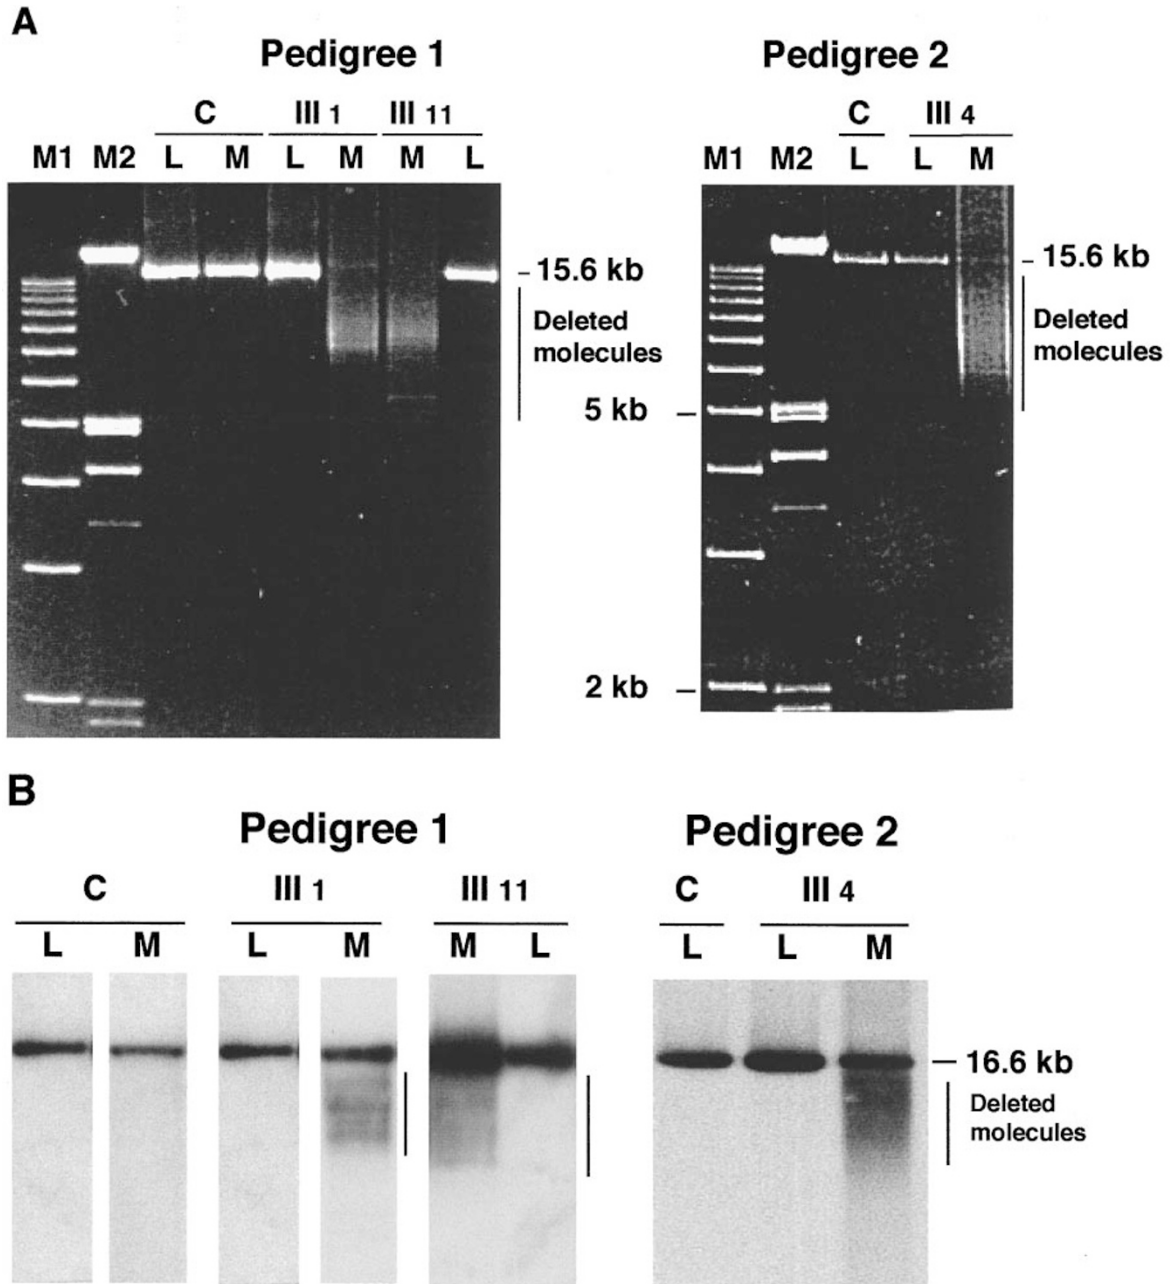 A
Pedigree 1 Pedigree 2
C III 1 III 11 C III 4
M1 M2 L M L M M L M1 M2 L L M
15.6 kb 15.6 kb
Deleted Deleted
molecules molecules
5 kb
2 kb
B
Pedigree 1 Pedigree 2
C III 1 III 11 C III 4
L M L M M L L L M
16.6 kb
Deleted
molecules